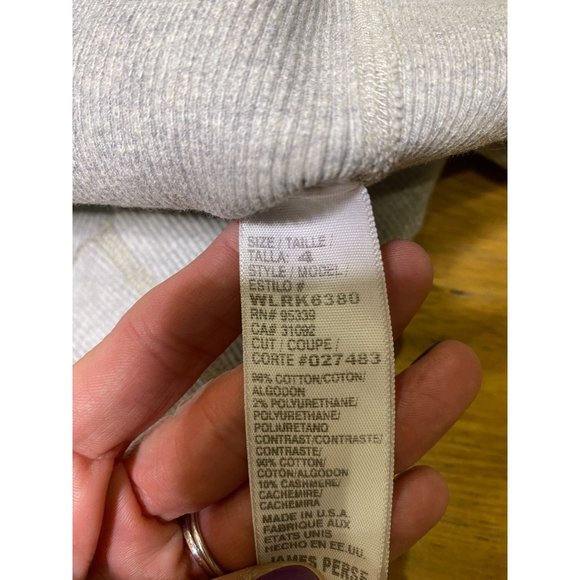 SIZE / TAILLE /
TALLA: 4
STYLE / MODEL /
ESTILO #
WLRK6380
RN# 95339
CA# 31092
CUT / COUPE /
CORTE #027483
98% COTTON/COTON/
ALGODON
2% POLYURETHANE/
POLYURETHANE/
POLIURETANO
CONTRAST/CONTRASTE/
CONTRASTE/
90% COTTON/
COTON/ALGODON
10% CASHMERE/
CACHEMIRE/
CACHEMIRA
MADE IN U.S.A
FABRIQUE AUX
ETATS UNIS
HECHO EN EE.UU.
JAMES PERSE